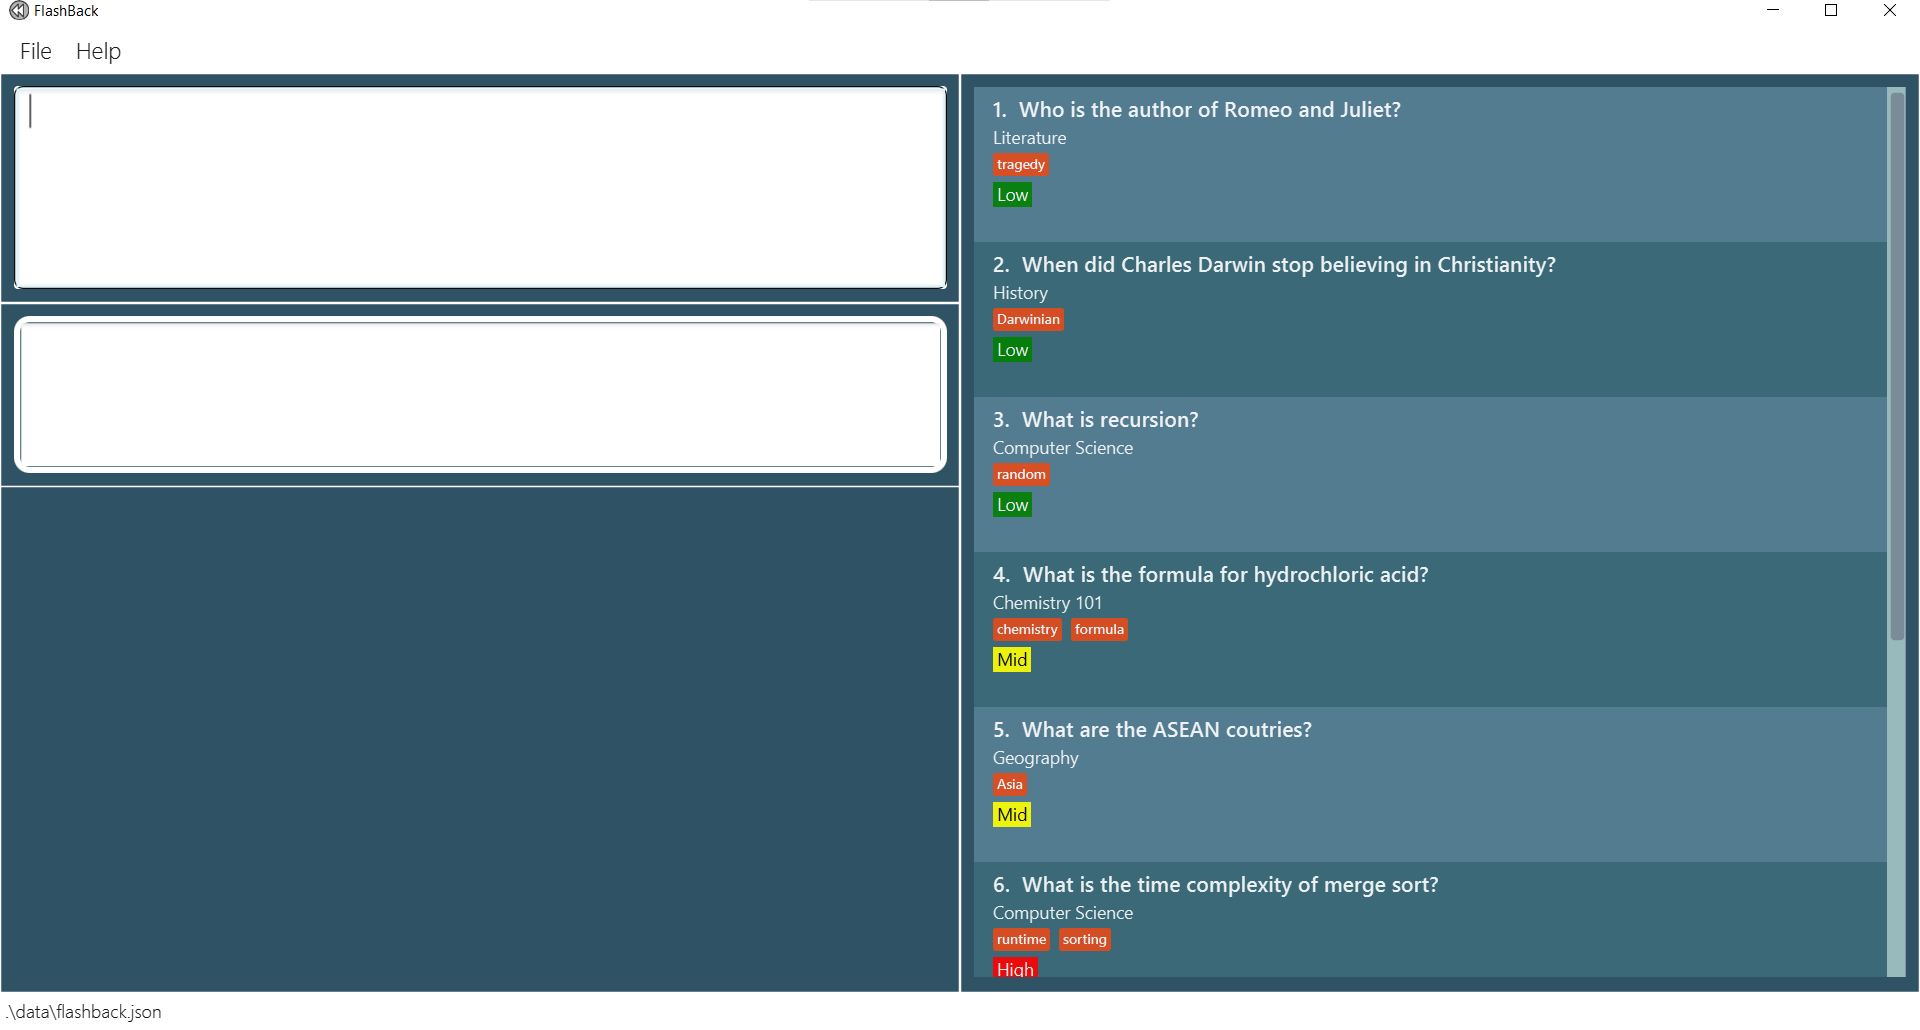 FlashBack
File Help
1. Who is the author of Romeo and Juliet?
Literature
tragedy
Low
2. When did Charles Darwin stop believing in Christianity?
History
Darwinian
Low
3. What is recursion?
Computer Science
random
Low
4. What is the formula for hydrochloric acid?
Chemistry 101
chemistry formula
Mid
5. What are the ASEAN coutries?
Geography
Asia
Mid
6. What is the time complexity of merge sort?
Computer Science
runtime sorting
High
.\data\flashback.json